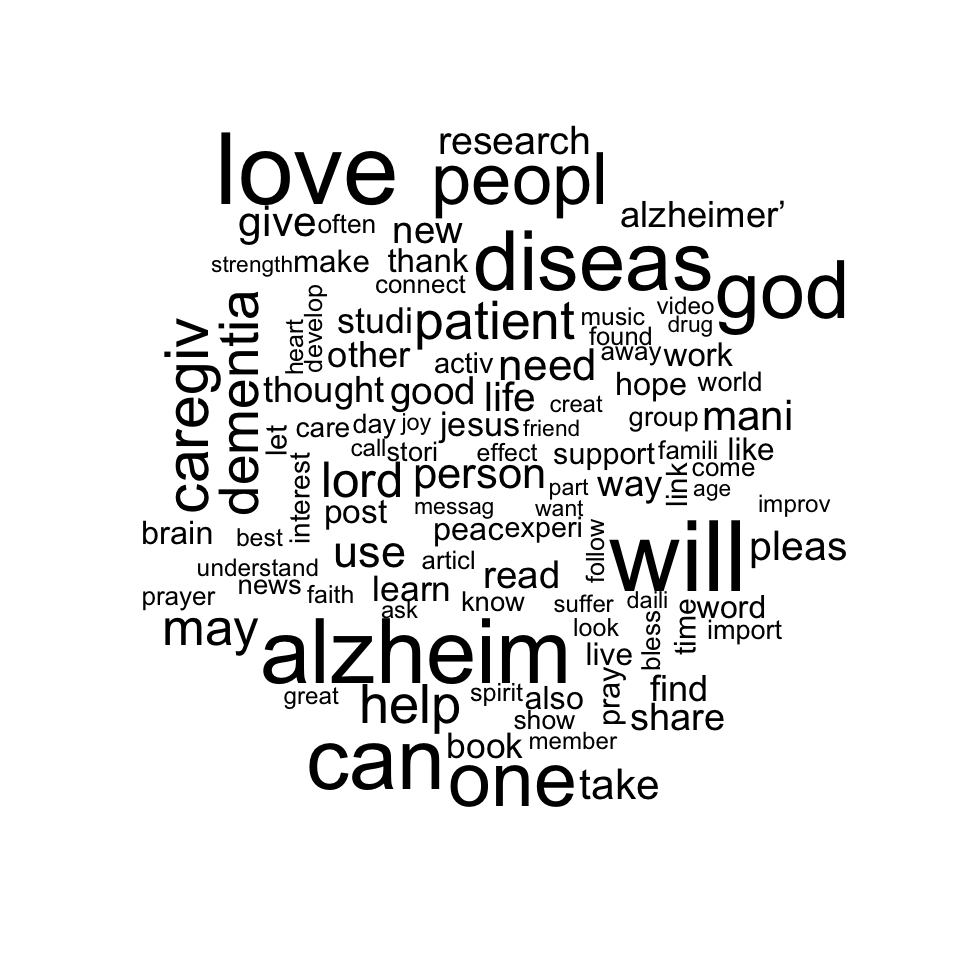 love
research
peopl
alzheimer’
give often new
strength make thank
connect
diseas
god
caregiv
dementia
heart
develop
studi patient music video
drug
found
other activ need away work
thought good life creat hope world
group mani
let care day joy jesus friend
call stori effect support famili like
interest lord person part way link come
age
post messag want improv
brain best peac experi follow will pleas
use articl
understand
news read
prayer faith learn know suffer daili word
ask
may alzheim look bless time import
live
great help spirit also pray find
show share
can book member
one take